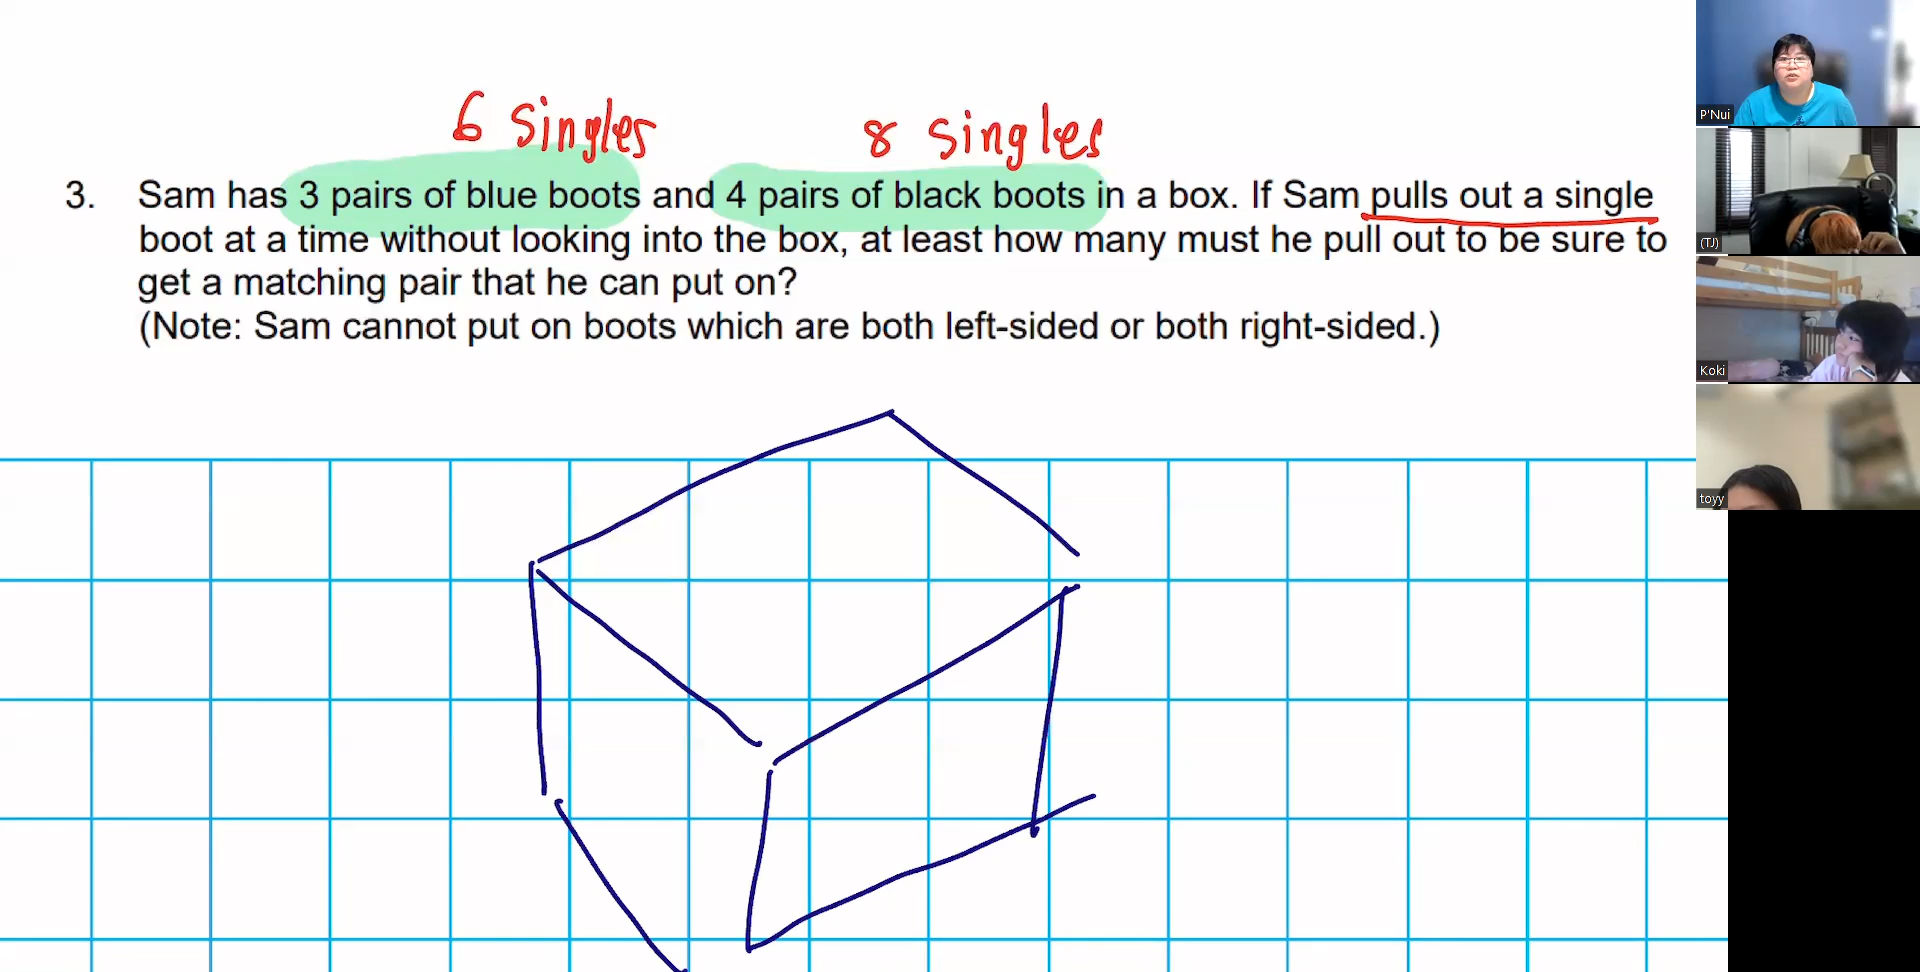 6 singles 8 singles
3. Sam has 3 pairs of blue boots and 4 pairs of black boots in a box. If Sam pulls out a single
boot at a time without looking into the box, at least how many must he pull out to be sure to
get a matching pair that he can put on?
(Note: Sam cannot put on boots which are both left-sided or both right-sided.)
P'Nui
(TJ)
Koki
toyy